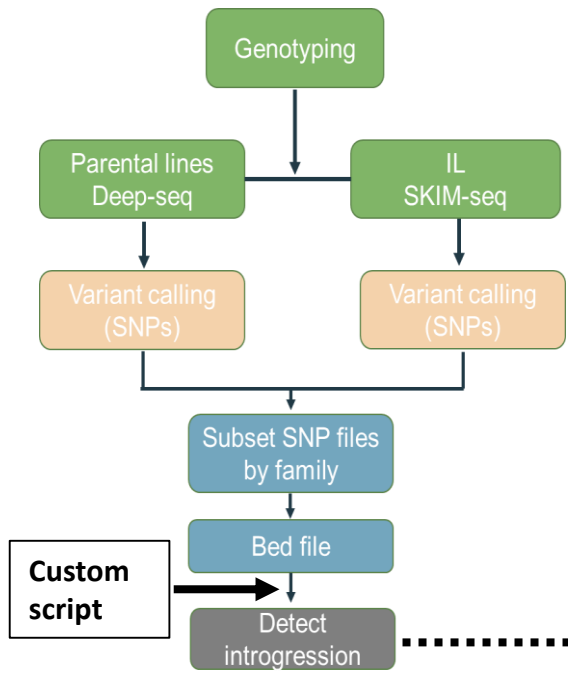 Genotyping
Parental lines
Deep-seq
IL
SKIM-seq
Variant calling
(SNPs)
Variant calling
(SNPs)
Subset SNP files
by family
Bed file
Custom
script
Detect
introgression